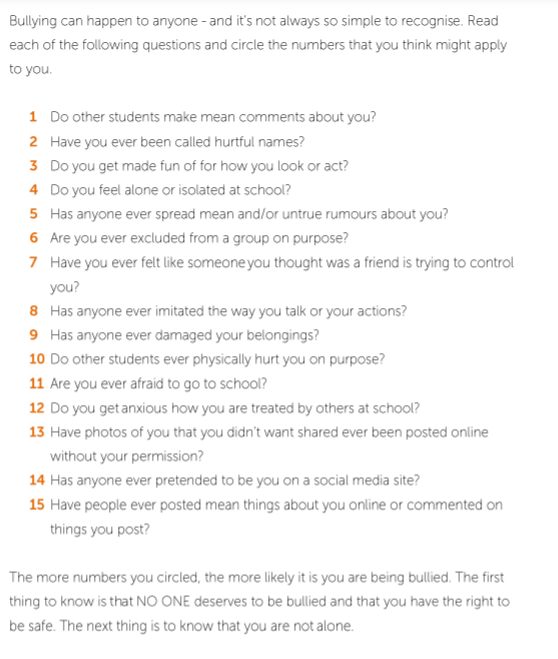 Bullying can happen to anyone - and it's not always so simple to recognise. Read
each of the following questions and circle the numbers that you think might apply
to you.
1 Do other students make mean comments about you?
2 Have you ever been called hurtful names?
3 Do you get made fun of for how you look or act?
4 Do you feel alone or isolated at school?
5 Has anyone ever spread mean and/or untrue rumours about you?
6 Are you ever excluded from a group on purpose?
7 Have you ever felt like someone you thought was a friend is trying to control
you?
8 Has anyone ever imitated the way you talk or your actions?
9 Has anyone ever damaged your belongings?
10 Do other students ever physically hurt you on purpose?
11 Are you ever afraid to go to school?
12 Do you get anxious how you are treated by others at school?
13 Have photos of you that you didn't want shared ever been posted online
without your permission?
14 Has anyone ever pretended to be you on a social media site?
15 Have people ever posted mean things about you online or commented on
things you post?
The more numbers you circled, the more likely it is you are being bullied. The first
thing to know is that NO ONE deserves to be bullied and that you have the right to
be safe. The next thing is to know that you are not alone.